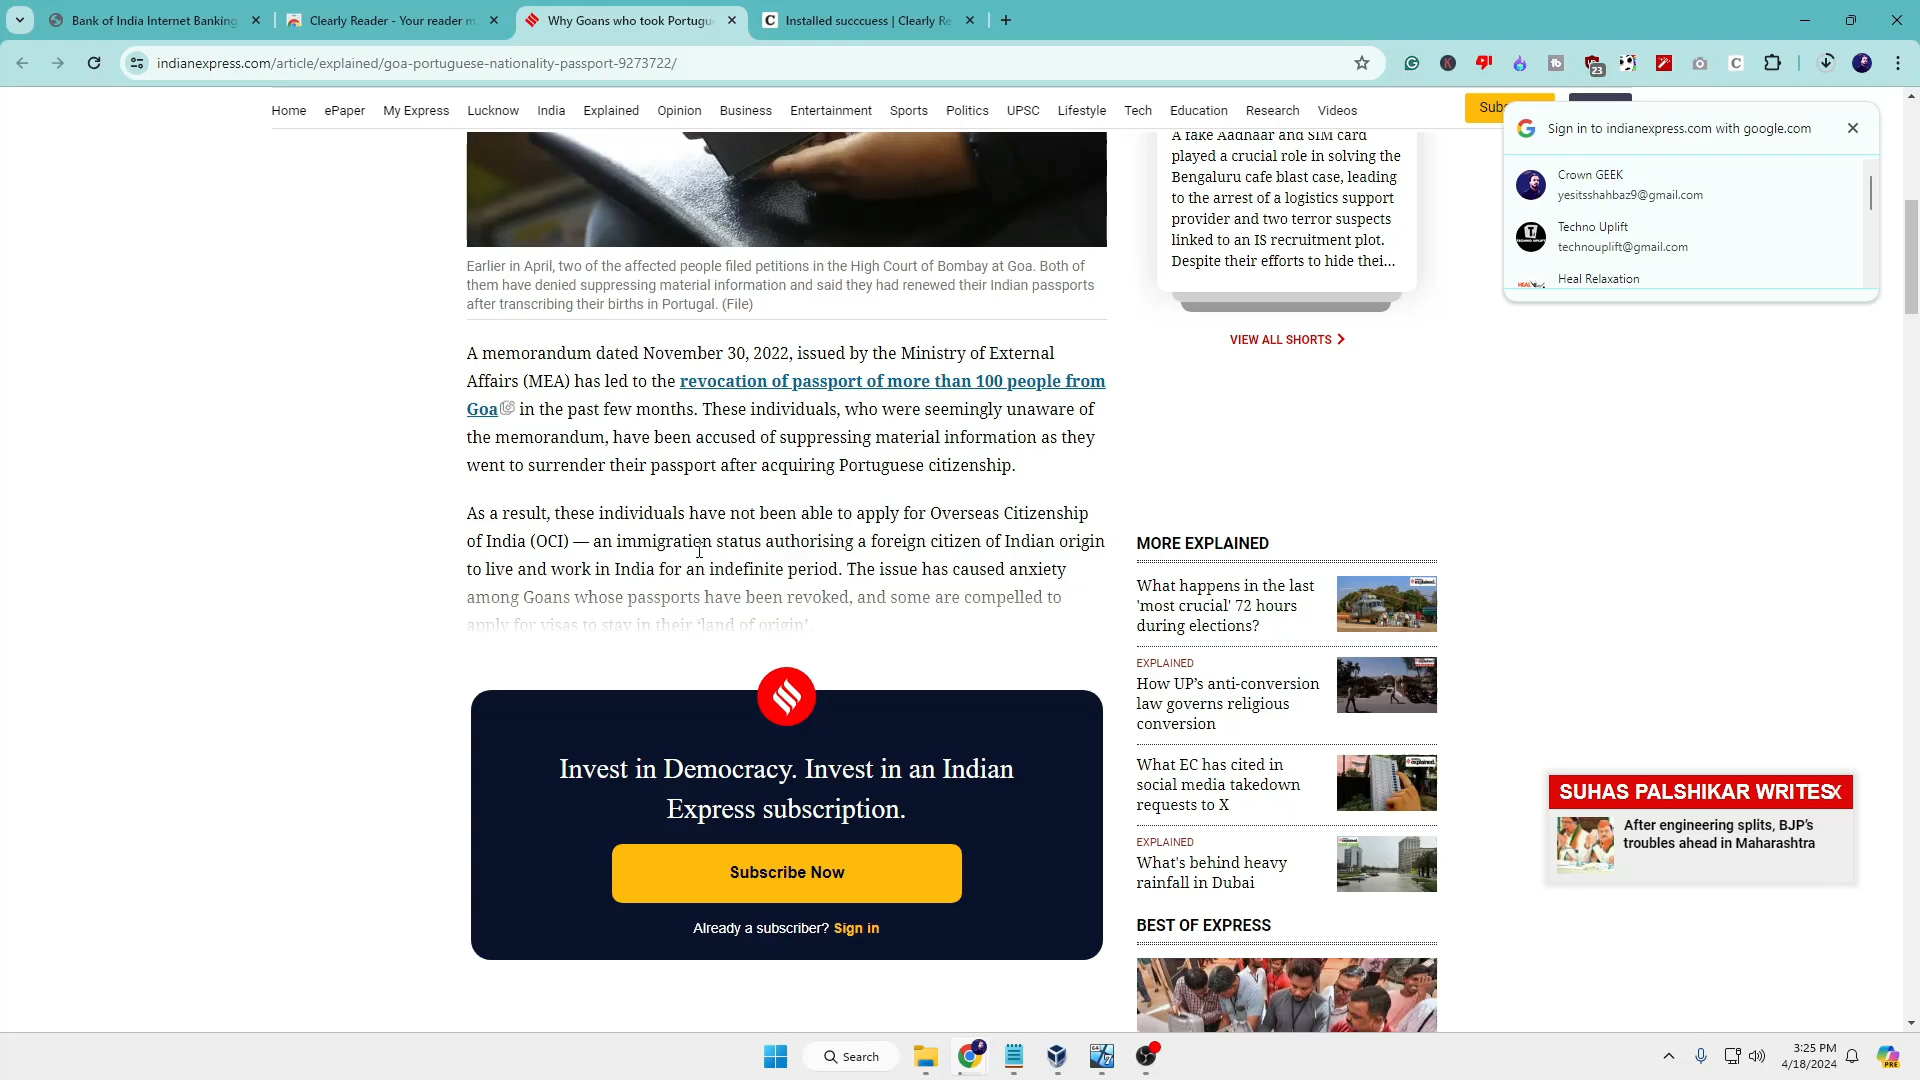 Bank of India Internet Banking
Clearly Reader - Your reader m
Why Goans who took Portugu
Installed succcuess | Clearly Re
indianexpress.com/article/explained/goa-portuguese-nationality-passport-9273722/
23
Home ePaper My Express Lucknow India Explained Opinion Business Entertainment Sports Politics UPSC Lifestyle Tech Education Research Videos
Sign in to indianexpress.com with google.com
Crown GEEK
yesitsshahbaz9@gmail.com
Techno Uplift
technouplift@gmail.com
Heal Relaxation
A fake Aadhaar and SIM card
played a crucial role in solving the
Bengaluru cafe blast case, leading
to the arrest of a logistics support
provider and two terror suspects
linked to an IS recruitment plot.
Despite their efforts to hide thei...
VIEW ALL SHORTS
Earlier in April, two of the affected people filed petitions in the High Court of Bombay at Goa. Both of
them have denied suppressing material information and said they had renewed their Indian passports
after transcribing their births in Portugal. (File)
A memorandum dated November 30, 2022, issued by the Ministry of External
Affairs (MEA) has led to the revocation of passport of more than 100 people from
Goa in the past few months. These individuals, who were seemingly unaware of
the memorandum, have been accused of suppressing material information as they
went to surrender their passport after acquiring Portuguese citizenship.
As a result, these individuals have not been able to apply for Overseas Citizenship
of India (OCI) — an immigration status authorising a foreign citizen of Indian origin
to live and work in India for an indefinite period. The issue has caused anxiety
among Goans whose passports have been revoked, and some are compelled to
apply for visas to stay in their ‘land of origin’.
Invest in Democracy. Invest in an Indian
Express subscription.
Subscribe Now
Already a subscriber? Sign in
MORE EXPLAINED
What happens in the last
'most crucial' 72 hours
during elections?
EXPLAINED
How UP's anti-conversion
law governs religious
conversion
What EC has cited in
social media takedown
requests to X
EXPLAINED
What's behind heavy
rainfall in Dubai
BEST OF EXPRESS
SUHAS PALSHIKAR WRITES X
After engineering splits, BJP's
troubles ahead in Maharashtra
Search
3:25 PM
4/18/2024